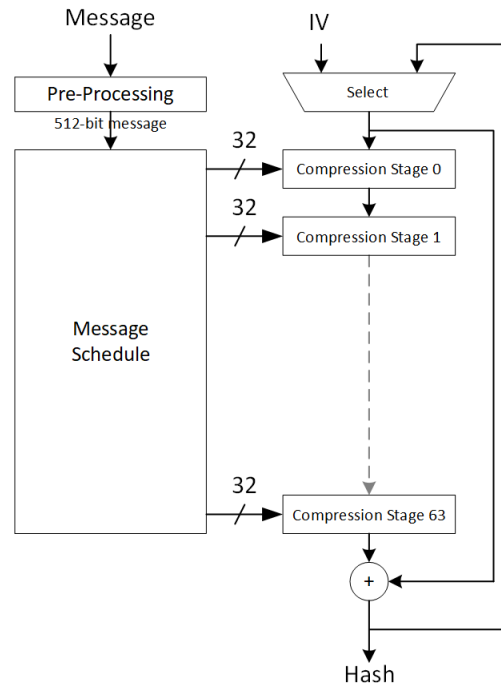 Message
IV
Pre-Processing
Select
512-bit message
32
Compression Stage 0
32
Compression Stage 1
Message
Schedule
32
Compression Stage 63
+
Hash